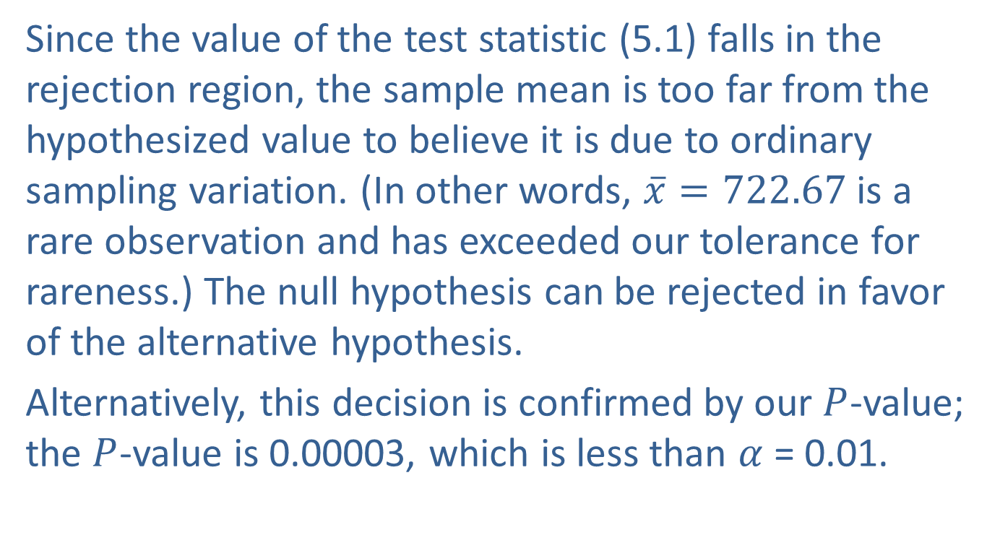 Since the value of the test statistic (5.1) falls in the
rejection region, the sample mean is too far from the
hypothesized value to believe it is due to ordinary
sampling variation. (In other words, x̄ = 722.67 is a
rare observation and has exceeded our tolerance for
rareness.) The null hypothesis can be rejected in favor
of the alternative hypothesis.
Alternatively, this decision is confirmed by our P-value;
the P-value is 0.00003, which is less than α = 0.01.